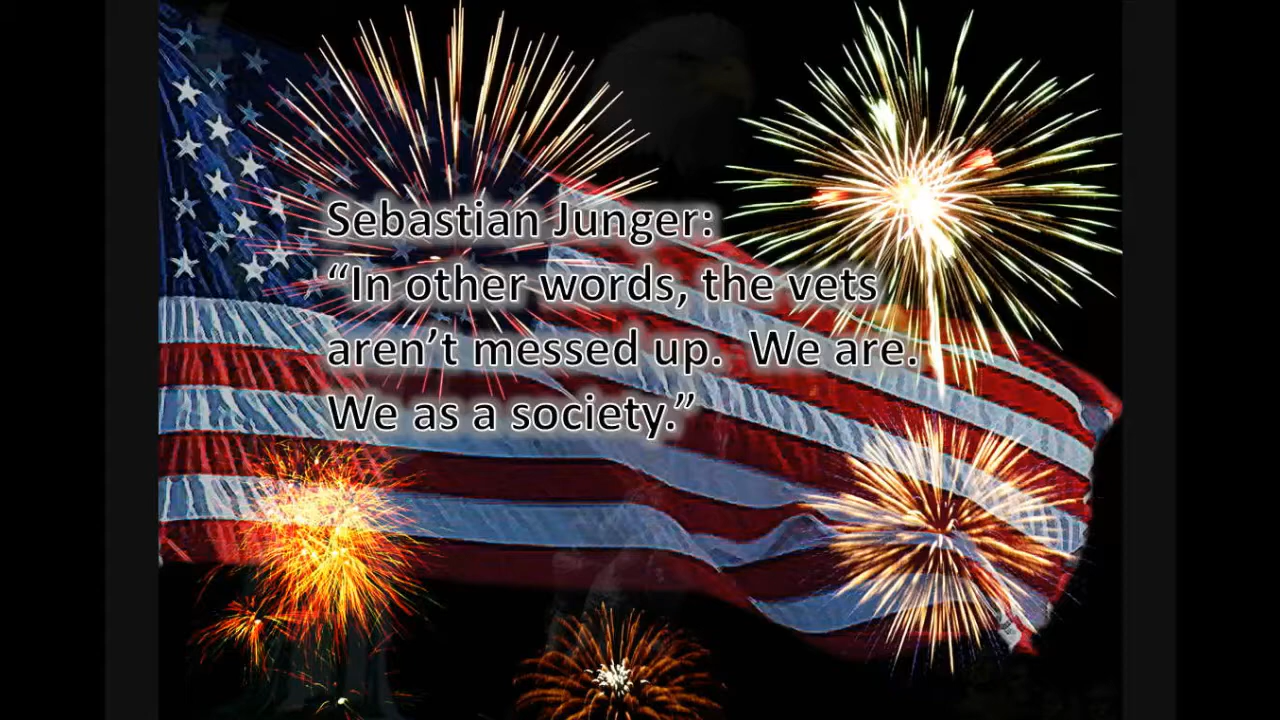 Sebastian Junger:
“In other words, the vets
aren’t messed up.  We are.
We as a society.”